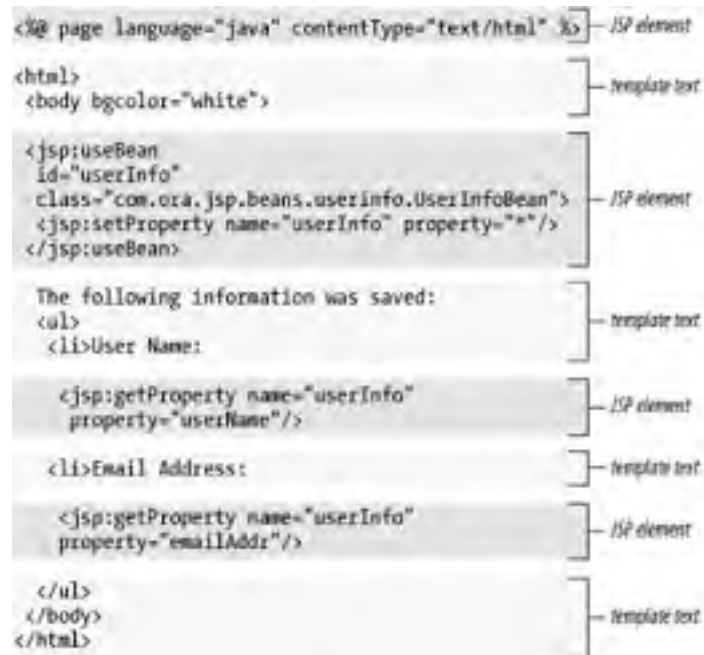 <%@ page language="java" contentType="text/html" %> JSP element
<html>
<body bgcolor="white">
template text
<jsp:useBean
id="userInfo"
class="com.ora.jsp.beans.userinfo.UserInfoBean"> JSP element
<jsp:setProperty name="userInfo" property="*"/>
</jsp:useBean>
The following information was saved:
<ul> template text
<li>User Name:
<jsp:getProperty name="userInfo" JSP element
property="userName"/>
<li>Email Address: template text
<jsp:getProperty name="userInfo" JSP element
property="emailAddr"/>
</ul>
</body> template text
</html>